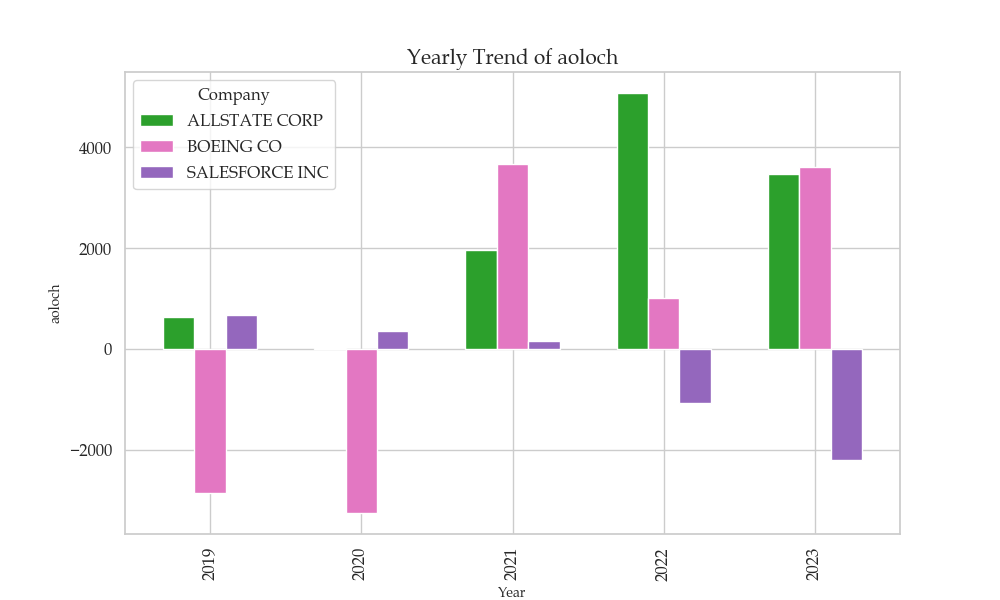 Yearly Trend of aoloch
Company
ALLSTATE CORP
BOEING CO
SALESFORCE INC
4000
2000
0
−2000
aoloch
2019
2020
2021
2022
2023
Year